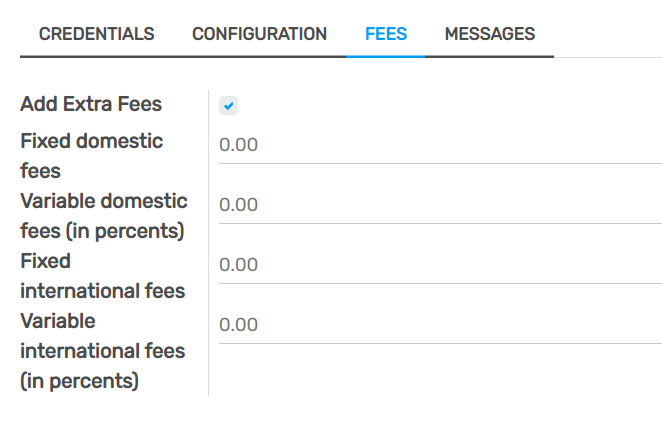 CREDENTIALS CONFIGURATION FEES MESSAGES
Add Extra Fees
Fixed domestic 0.00
fees
Variable domestic 0.00
fees (in percents)
Fixed 0.00
international fees
Variable 0.00
international fees
(in percents)